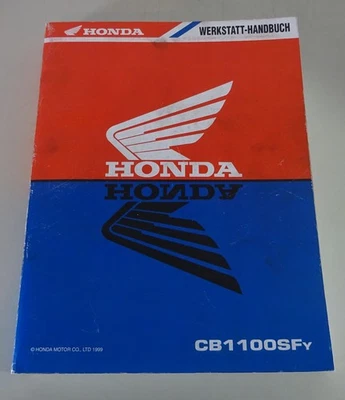 HONDA WERKSTATT-HANDBUCH
HONDA
HONDA
CB1100SFY
© HONDA MOTOR CO., LTD 1999